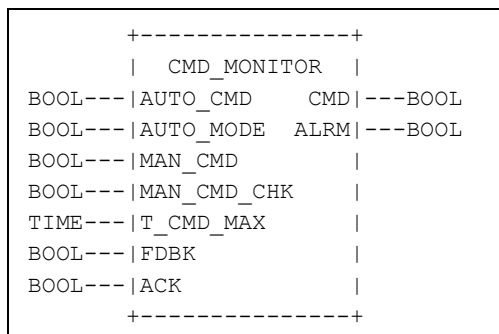 +---------------+
| CMD_MONITOR |
BOOL---|AUTO_CMD CMD|---BOOL
BOOL---|AUTO_MODE ALRM|---BOOL
BOOL---|MAN_CMD |
BOOL---|MAN_CMD_CHK |
TIME---|T_CMD_MAX |
BOOL---|FDBK |
BOOL---|ACK |
+---------------+